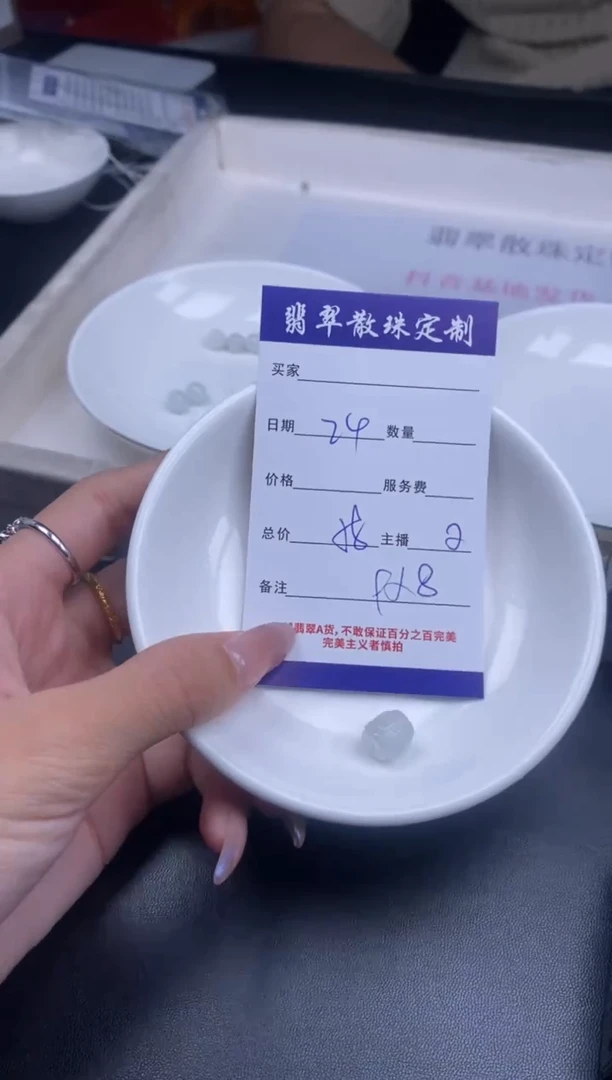 翡翠散珠定
翡翠散珠定制
买家
日期 24 数量
价格 服务费
总价 主播 2
备注
翡翠A货,不敢保证百分之百完美
完美主义者慎拍